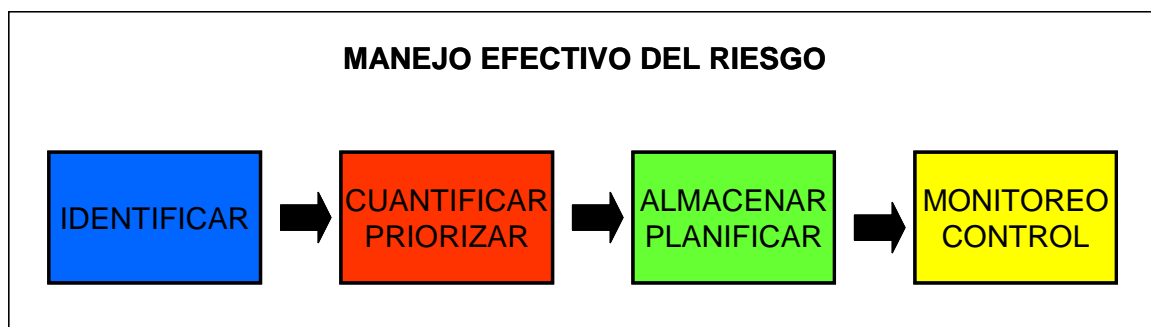 MANEJO EFECTIVO DEL RIESGO
IDENTIFICAR
CUANTIFICAR
PRIORIZAR
ALMACENAR
PLANIFICAR
MONITOREO
CONTROL